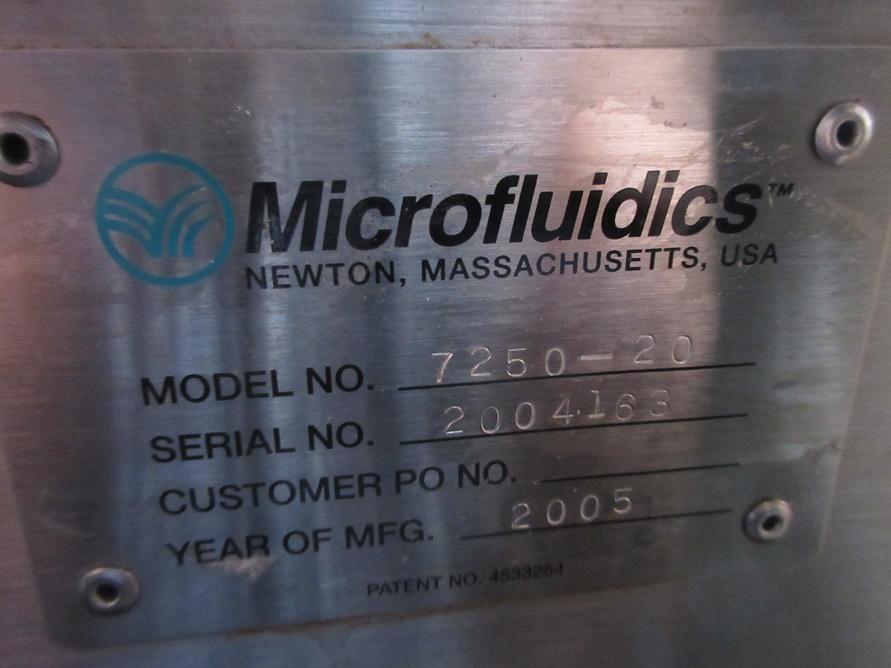 Microfluidics™
NEWTON, MASSACHUSETTS, USA
MODEL NO. 7250-20
SERIAL NO. 2004163
CUSTOMER PO NO.
YEAR OF MFG. 2005
PATENT NO. 4533254